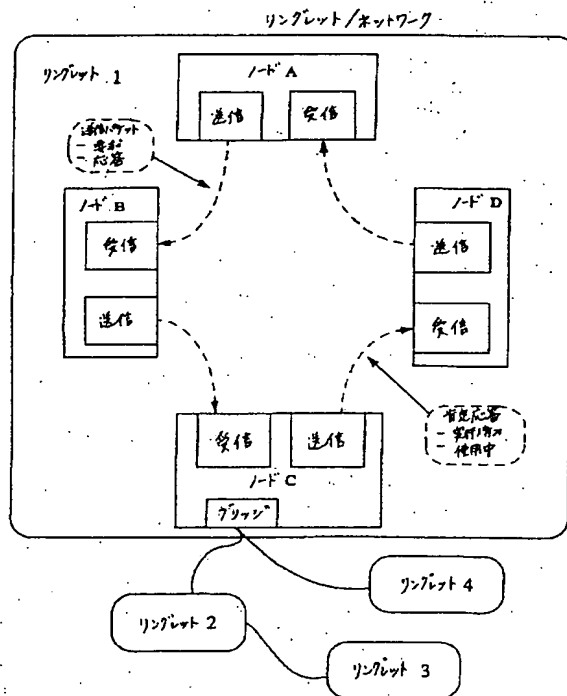 リングレット/ネットワーク
リングレット 1
ノード A
送信
受信
送信パケット
- 要求
- 応答
ノード B
受信
送信
ノード D
送信
受信
受信
送信
ノード C
ブリッジ
肯定応答
- 使用中
リングレット 4
リングレット 2
リングレット 3